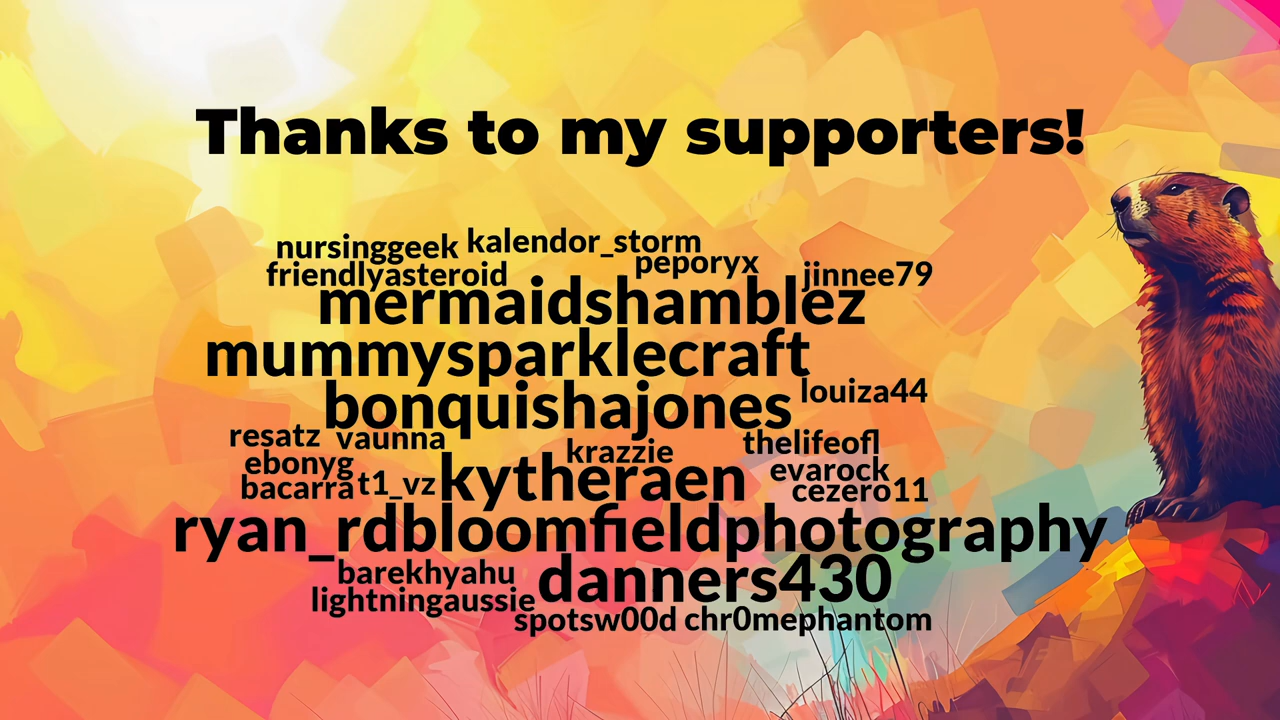 Thanks to my supporters!
nursinggeek kalendor_storm
friendlyasteroid peporyx jinnee79
mermaidshamblez
mummysparklecraft
bonquishajones louiza44
resatz vaunna krazzie thelifeofl
ebonyg evarock
bacarra t1_vz kytheraen cezero11
ryan_rdbloomfieldphotography
barekhyahu danners430
lightningaussie
spotsw00d chr0mephantom